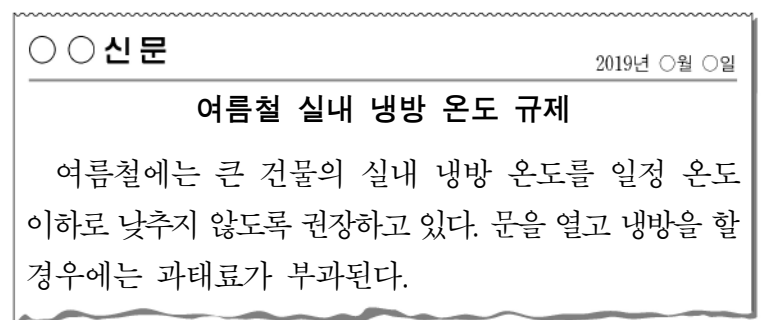 ○○신문
2019년 ○월 ○일
여름철 실내 냉방 온도 규제
여름철에는 큰 건물의 실내 냉방 온도를 일정 온도
이하로 낮추지 않도록 권장하고 있다. 문을 열고 냉방을 할
경우에는 과태료가 부과된다.